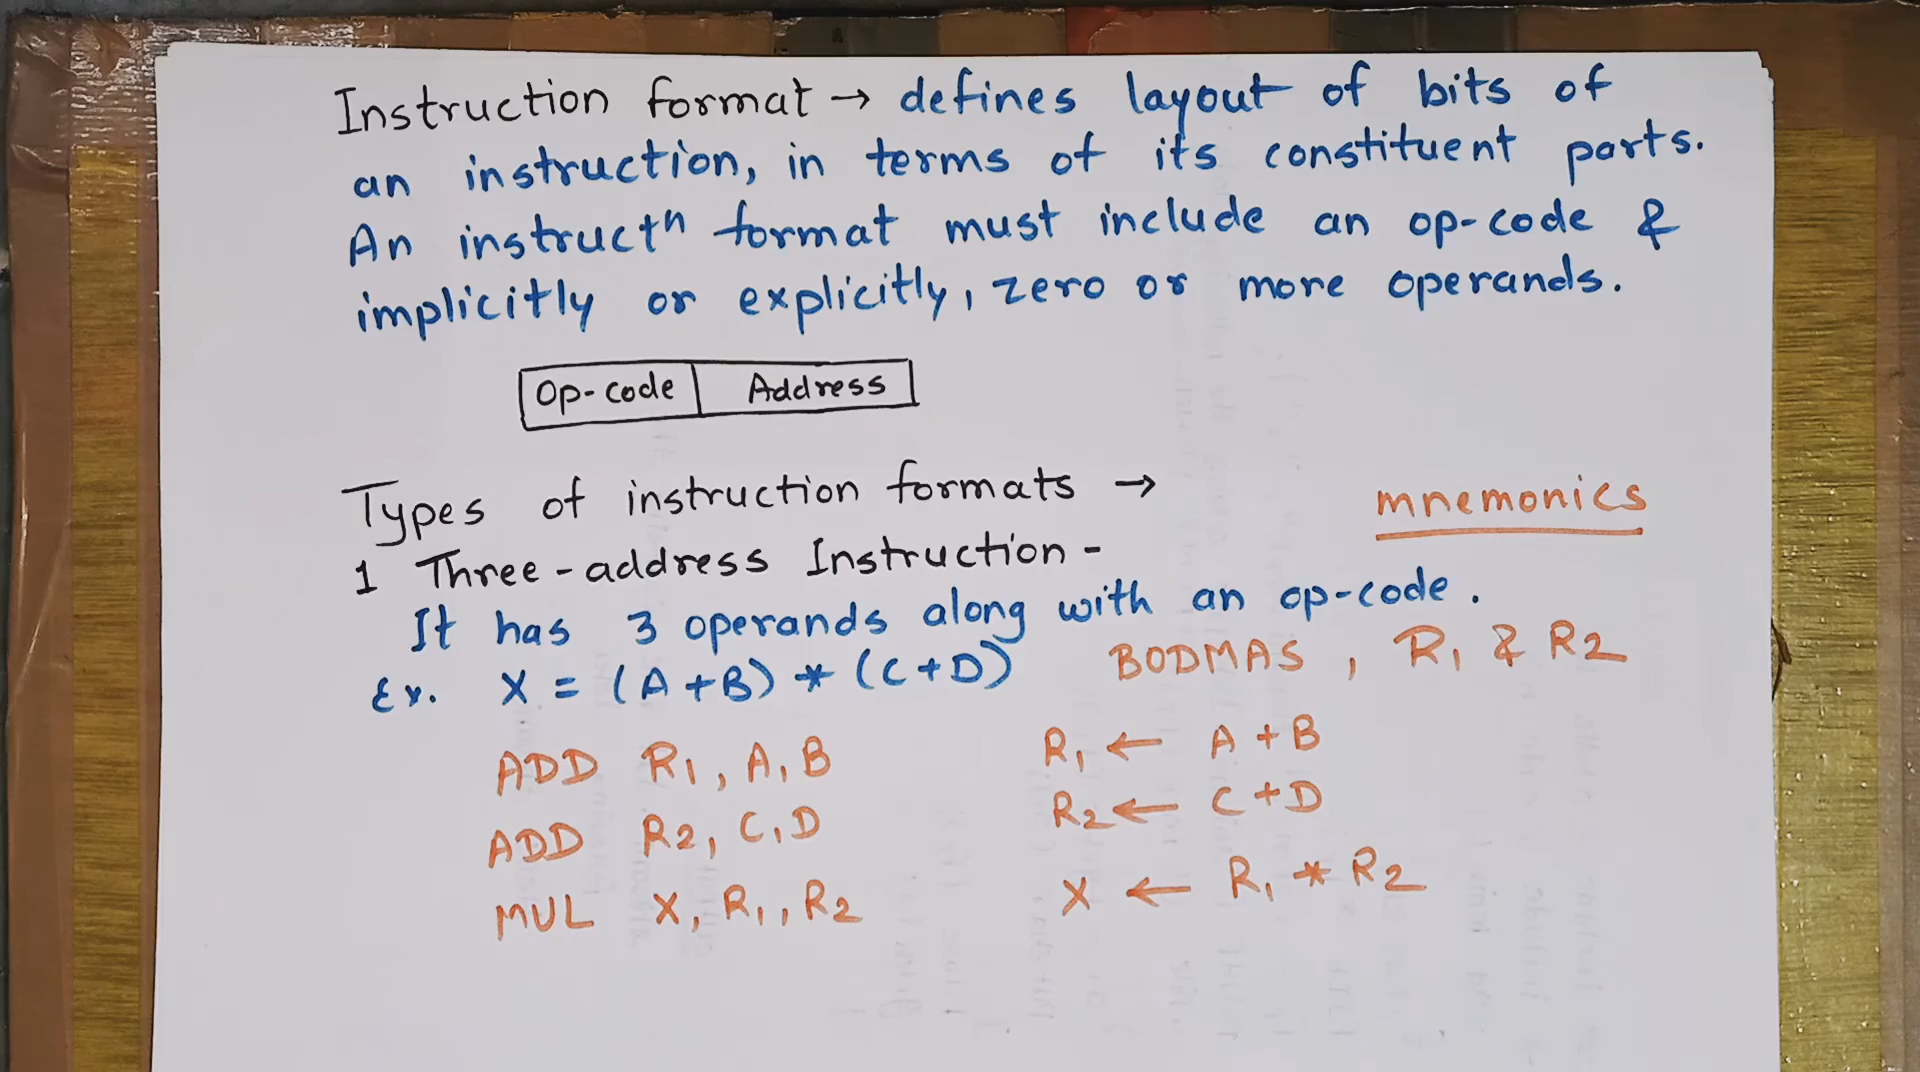 Instruction format → defines layout of bits of
an instruction, in terms of its constituent parts.
An instructn format must include an op-code &
implicitly or explicitly, zero or more operands.
Op-code | Address
Types of instruction formats →
mnemonics
1 Three-address Instruction -
It has 3 operands along with an op-code.
Ex. X = (A+B) * (C+D)
BODMAS, R1 & R2
ADD R1, A, B
R1 ← A+B
ADD R2, C, D
R2 ← C+D
MUL X, R1, R2
X ← R1 * R2